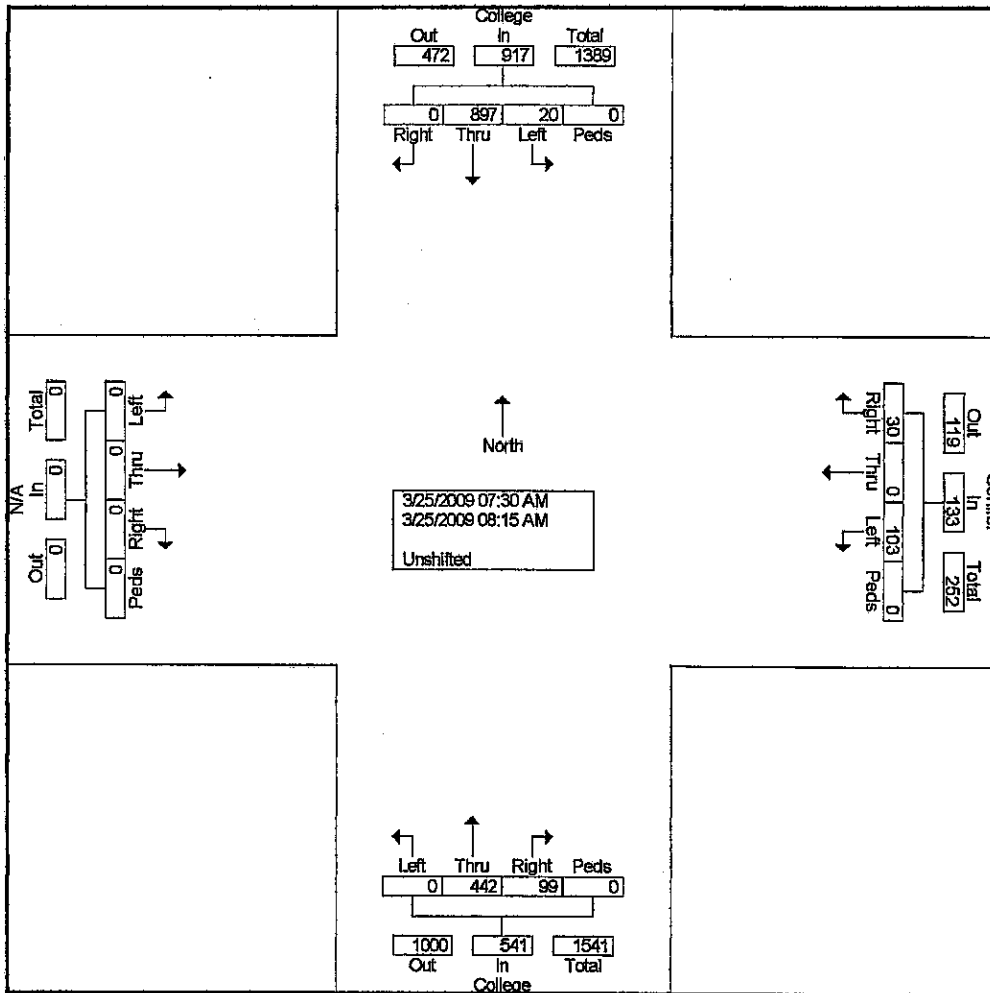 College
Out In Total
472 917 1389
0 897 20 0
Right Thru Left Peds
N/A
Total In Out
0 0 0
0 0 0 0
Left Thru Right Peds
North
3/25/2009 07:30 AM
3/25/2009 08:15 AM
Unshifted
Right Thru Left Peds
30 0 103 0
Out In Total
119 133 252
Left Thru Right Peds
0 442 99 0
1000 541 1541
Out In Total
College